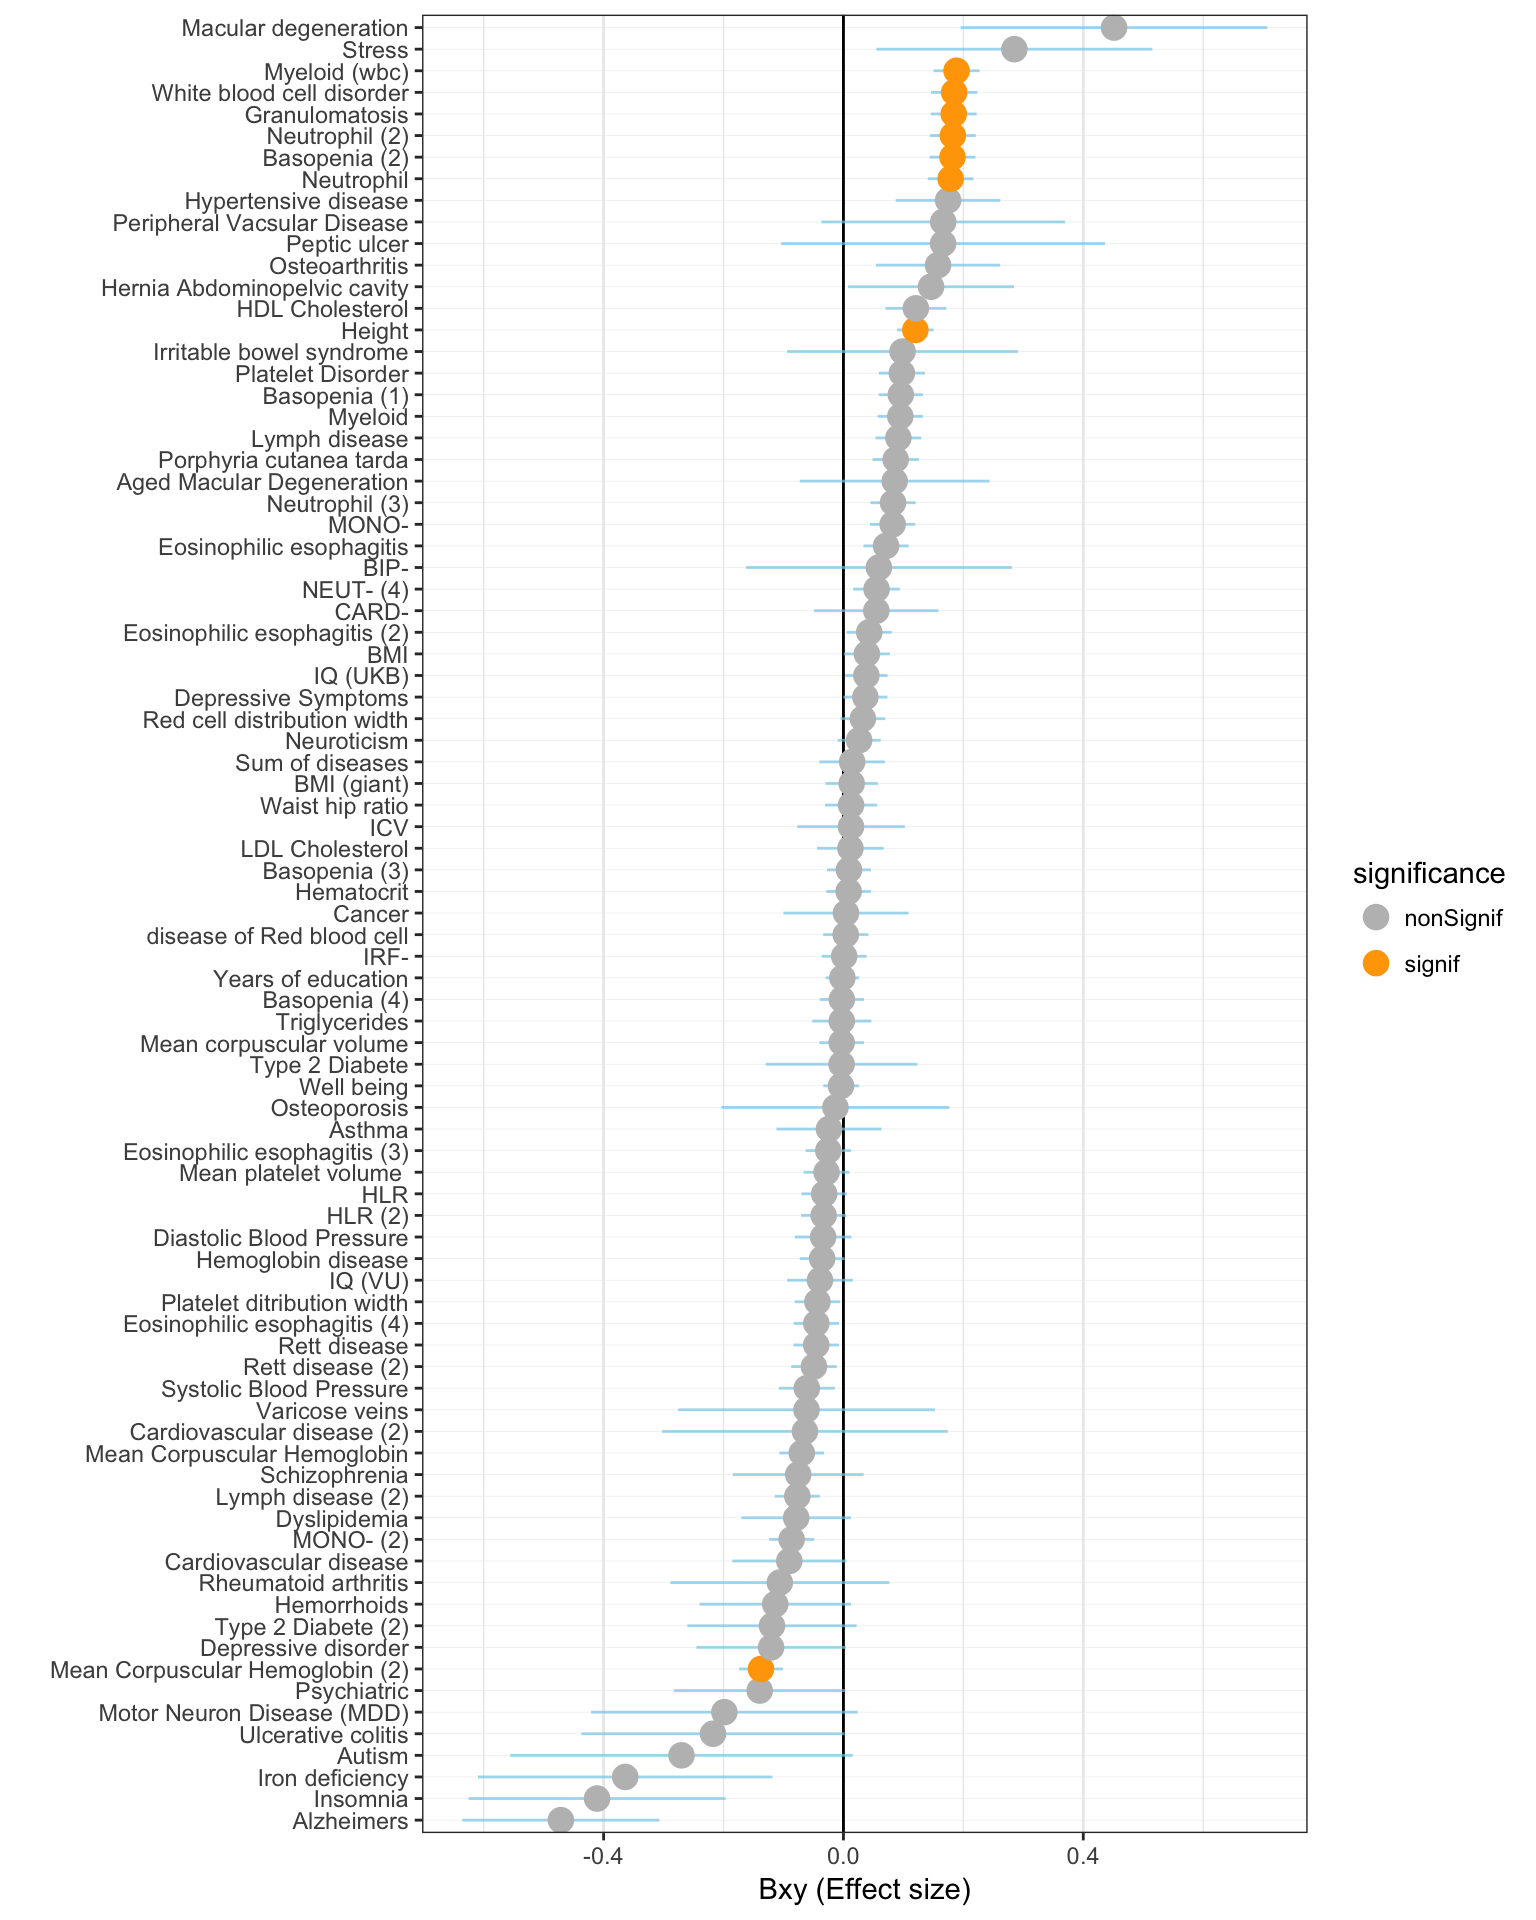 Macular degeneration
Stress
Myeloid (wbc)
White blood cell disorder
Granulomatosis
Neutrophil (2)
Basopenia (2)
Neutrophil
Hypertensive disease
Peripheral Vacsular Disease
Peptic ulcer
Osteoarthritis
Hernia Abdominopelvic cavity
HDL Cholesterol
Height
Irritable bowel syndrome
Platelet Disorder
Basopenia (1)
Myeloid
Lymph disease
Porphyria cutanea tarda
Aged Macular Degeneration
Neutrophil (3)
MONO-
Eosinophilic esophagitis
BIP-
NEUT- (4)
CARD-
Eosinophilic esophagitis (2)
BMI
IQ (UKB)
Depressive Symptoms
Red cell distribution width
Neuroticism
Sum of diseases
BMI (giant)
Waist hip ratio
ICV
LDL Cholesterol
Basopenia (3)
Hematocrit
Cancer
disease of Red blood cell
IRF-
Years of education
Basopenia (4)
Triglycerides
Mean corpuscular volume
Type 2 Diabete
Well being
Osteoporosis
Asthma
Eosinophilic esophagitis (3)
Mean platelet volume
HLR
HLR (2)
Diastolic Blood Pressure
Hemoglobin disease
IQ (VU)
Platelet ditribution width
Eosinophilic esophagitis (4)
Rett disease
Rett disease (2)
Systolic Blood Pressure
Varicose veins
Cardiovascular disease (2)
Mean Corpuscular Hemoglobin
Schizophrenia
Lymph disease (2)
Dyslipidemia
MONO- (2)
Cardiovascular disease
Rheumatoid arthritis
Hemorrhoids
Type 2 Diabete (2)
Depressive disorder
Mean Corpuscular Hemoglobin (2)
Psychiatric
Motor Neuron Disease (MDD)
Ulcerative colitis
Autism
Iron deficiency
Insomnia
Alzheimers
-0.4 0.0 0.4
Bxy (Effect size)
significance
nonSignif
signif